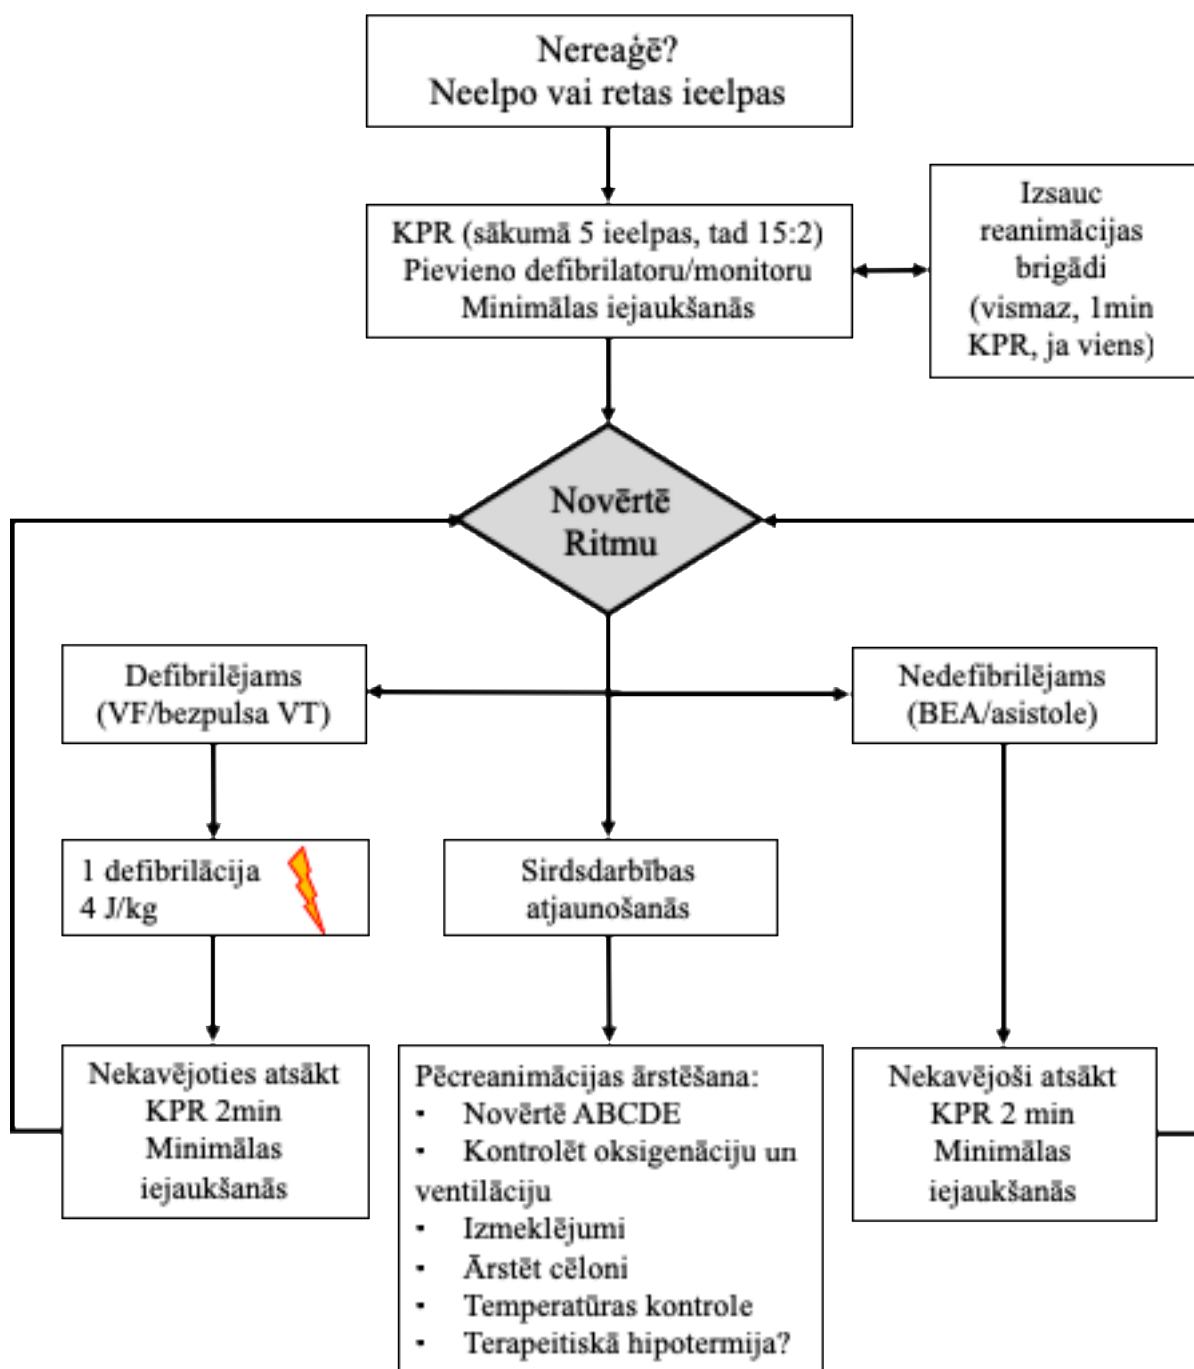 Nereaģē?
Neelpo vai retas ieelpas
KPR (sākumā 5 ieelpas, tad 15:2)
Pievieno defibrilatoru/monitoru
Minimālas iejaukšanās
Izsauc
reanimācijas
brigādi
(vismaz, 1min
KPR, ja viens)
Novērtē
Ritmu
Defibrilējams
(VF/bezpulsa VT)
Nedefibrilējams
(BEA/asistole)
1 defibrilācija
4 J/kg
Sirdsdarbības
atjaunošanās
Nekavējoties atsākt
KPR 2min
Minimālas
iejaukšanās
Pēcreanimācijas ārstēšana:
▪ Novērtē ABCDE
▪ Kontrolēt oksigenāciju un
ventilāciju
▪ Izmeklējumi
▪ Ārstēt cēloni
▪ Temperatūras kontrole
▪ Terapeitiskā hipotermija?
Nekavējoši atsākt
KPR 2 min
Minimālas
iejaukšanās